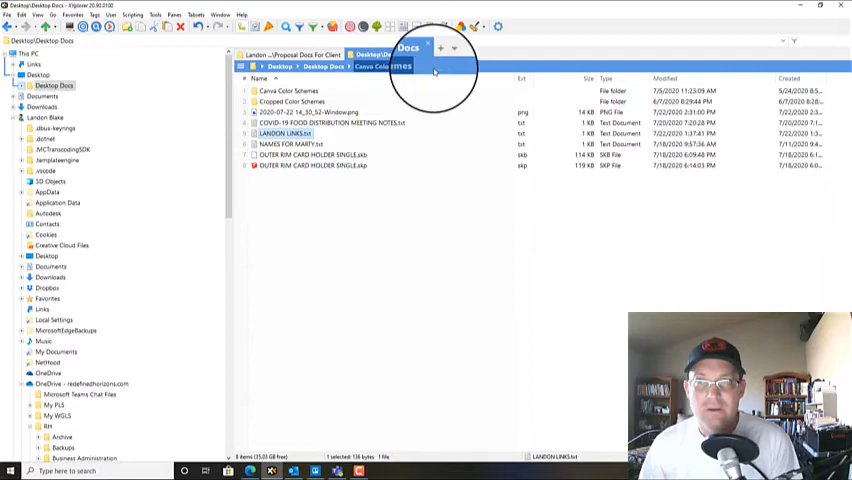 Desktop\Desktop Docs - XYplorer 20.90.0100
File Edit View Go Favorites Tags User Scripting Tools Panes Tabsets Window Help
Desktop\Desktop Docs
This PC
Links
Desktop
Desktop Docs
Documents
Downloads
Landon Blake
.dbus-keyrings
.dotnet
.MCTranscodingSDK
.templateengine
.vscode
3D Objects
AppData
Application Data
Autodesk
Contacts
Cookies
Creative Cloud Files
Desktop
Documents
Downloads
Dropbox
Favorites
Links
Local Settings
MicrosoftEdgeBackups
Music
My Documents
NetHood
OneDrive
OneDrive - redefinedhorizons.com
Microsoft Teams Chat Files
My PLS
My WGLS
RH
Archive
Backups
Business Administration
Landon ...\Proposal Docs For Client
Docs
Desktop Desktop Docs
Name Ext Size Type Modified Created
1 Canva Color Schemes File folder 7/5/2020 11:23:09 AM
2 Cropped Color Schemes File folder 6/7/2020 8:29:44 PM
3 2020-07-22 14_30_52-Window.png png 14 KB PNG File 7/22/2020 2:31:00 PM
4 COVID-19 FOOD DISTRIBUTION MEETING NOTES.txt txt 1 KB Text Document 7/20/2020 2:20:28 PM
5 LANDON LINKS.txt txt 1 KB Text Document
6 NAMES FOR MARTY.txt txt 1 KB Text Document 7/18/2020 9:57:36 AM
7 OUTER RIM CARD HOLDER SINGLE.skb skb 114 KB SKB File 7/18/2020 6:09:48 PM
8 OUTER RIM CARD HOLDER SINGLE.skp skp 119 KB SKP File 7/18/2020 6:14:03 PM
8 items (35.03 GB free) 1 selected: 136 bytes 1 file LANDON LINKS.txt
Type here to search